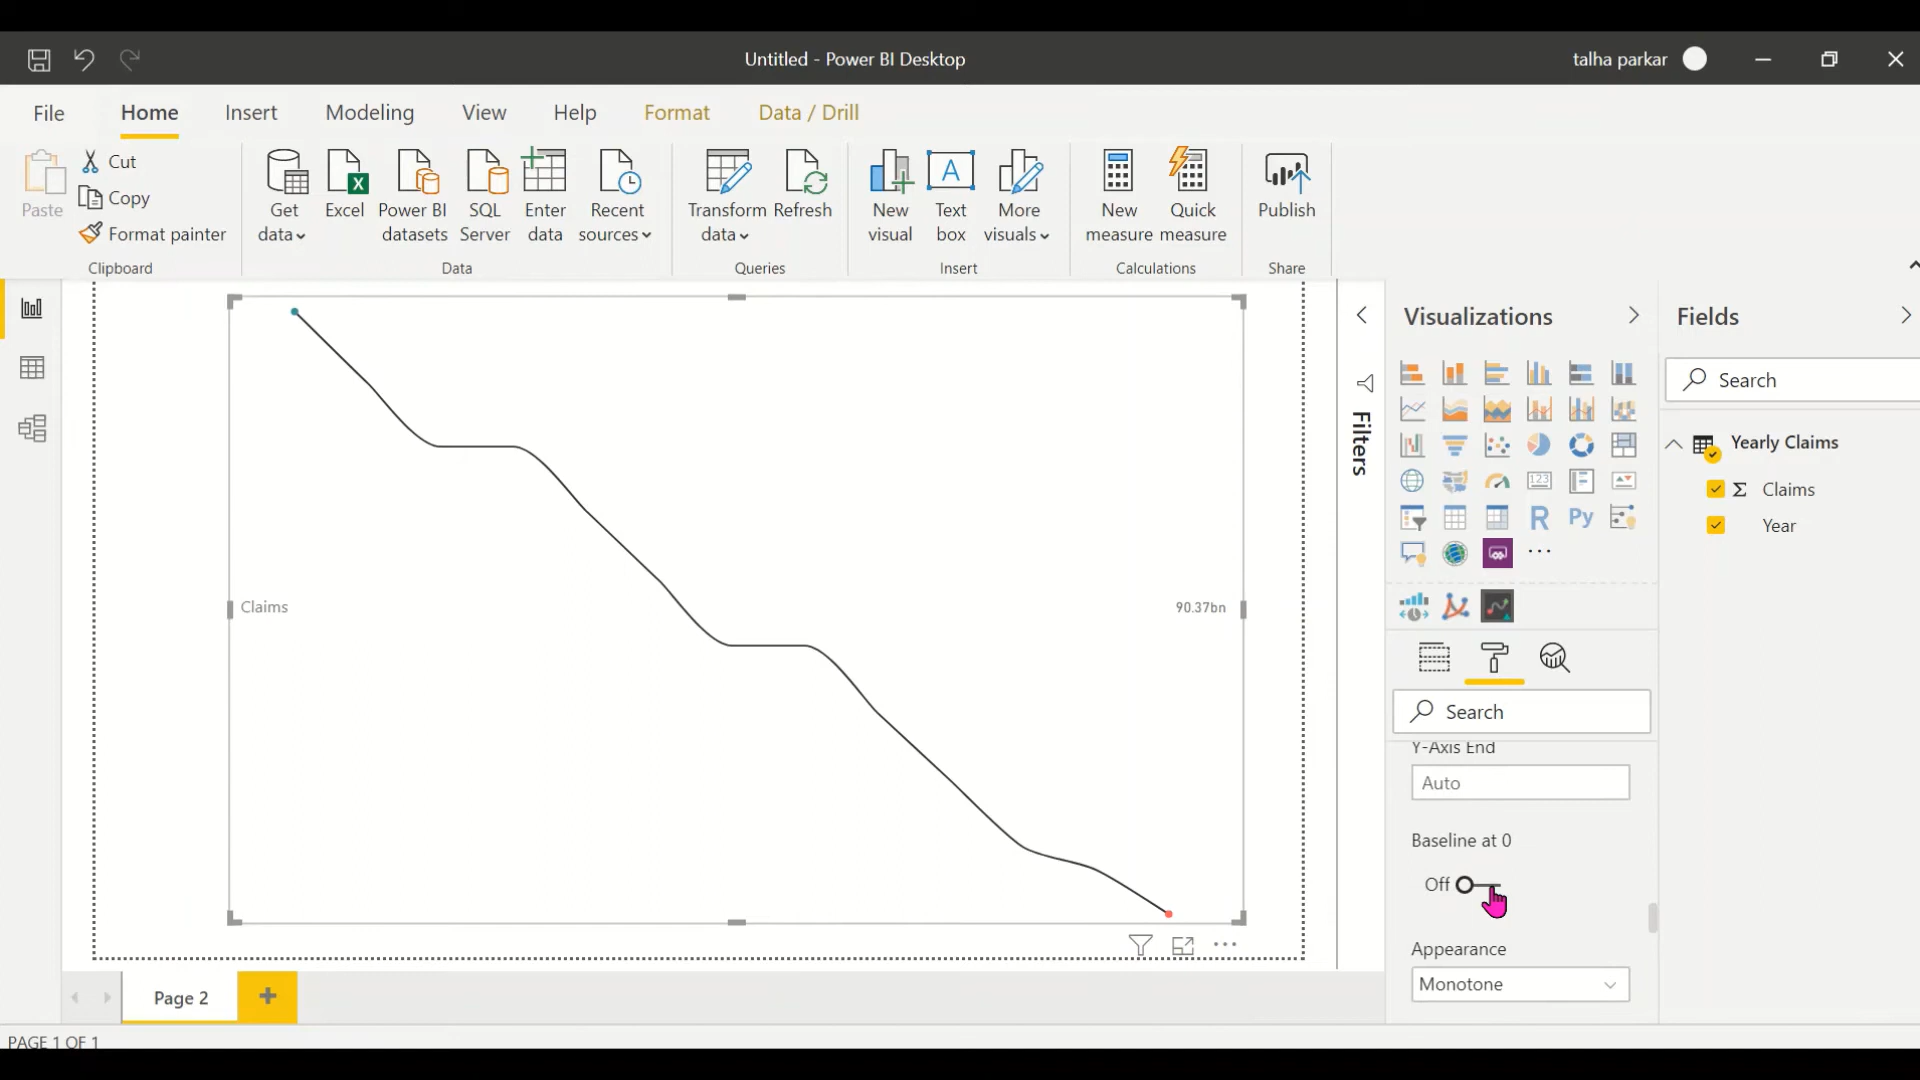 Untitled - Power BI Desktop
talha parkar
File Home Insert Modeling View Help Format Data / Drill
Paste
Cut
Copy
Format painter
Clipboard
Get data
Excel
Power BI datasets
SQL Server
Enter data
Recent sources
Data
Transform data
Refresh
Queries
New visual
Text box
More visuals
Insert
New measure
Quick measure
Calculations
Publish
Share
Claims
90.37bn
Filters
Visualizations
123
R
Py
Search
Y-Axis End
Auto
Baseline at 0
Off
Appearance
Monotone
Fields
Search
Yearly Claims
Σ Claims
Year
Page 2
PAGE 1 OF 1